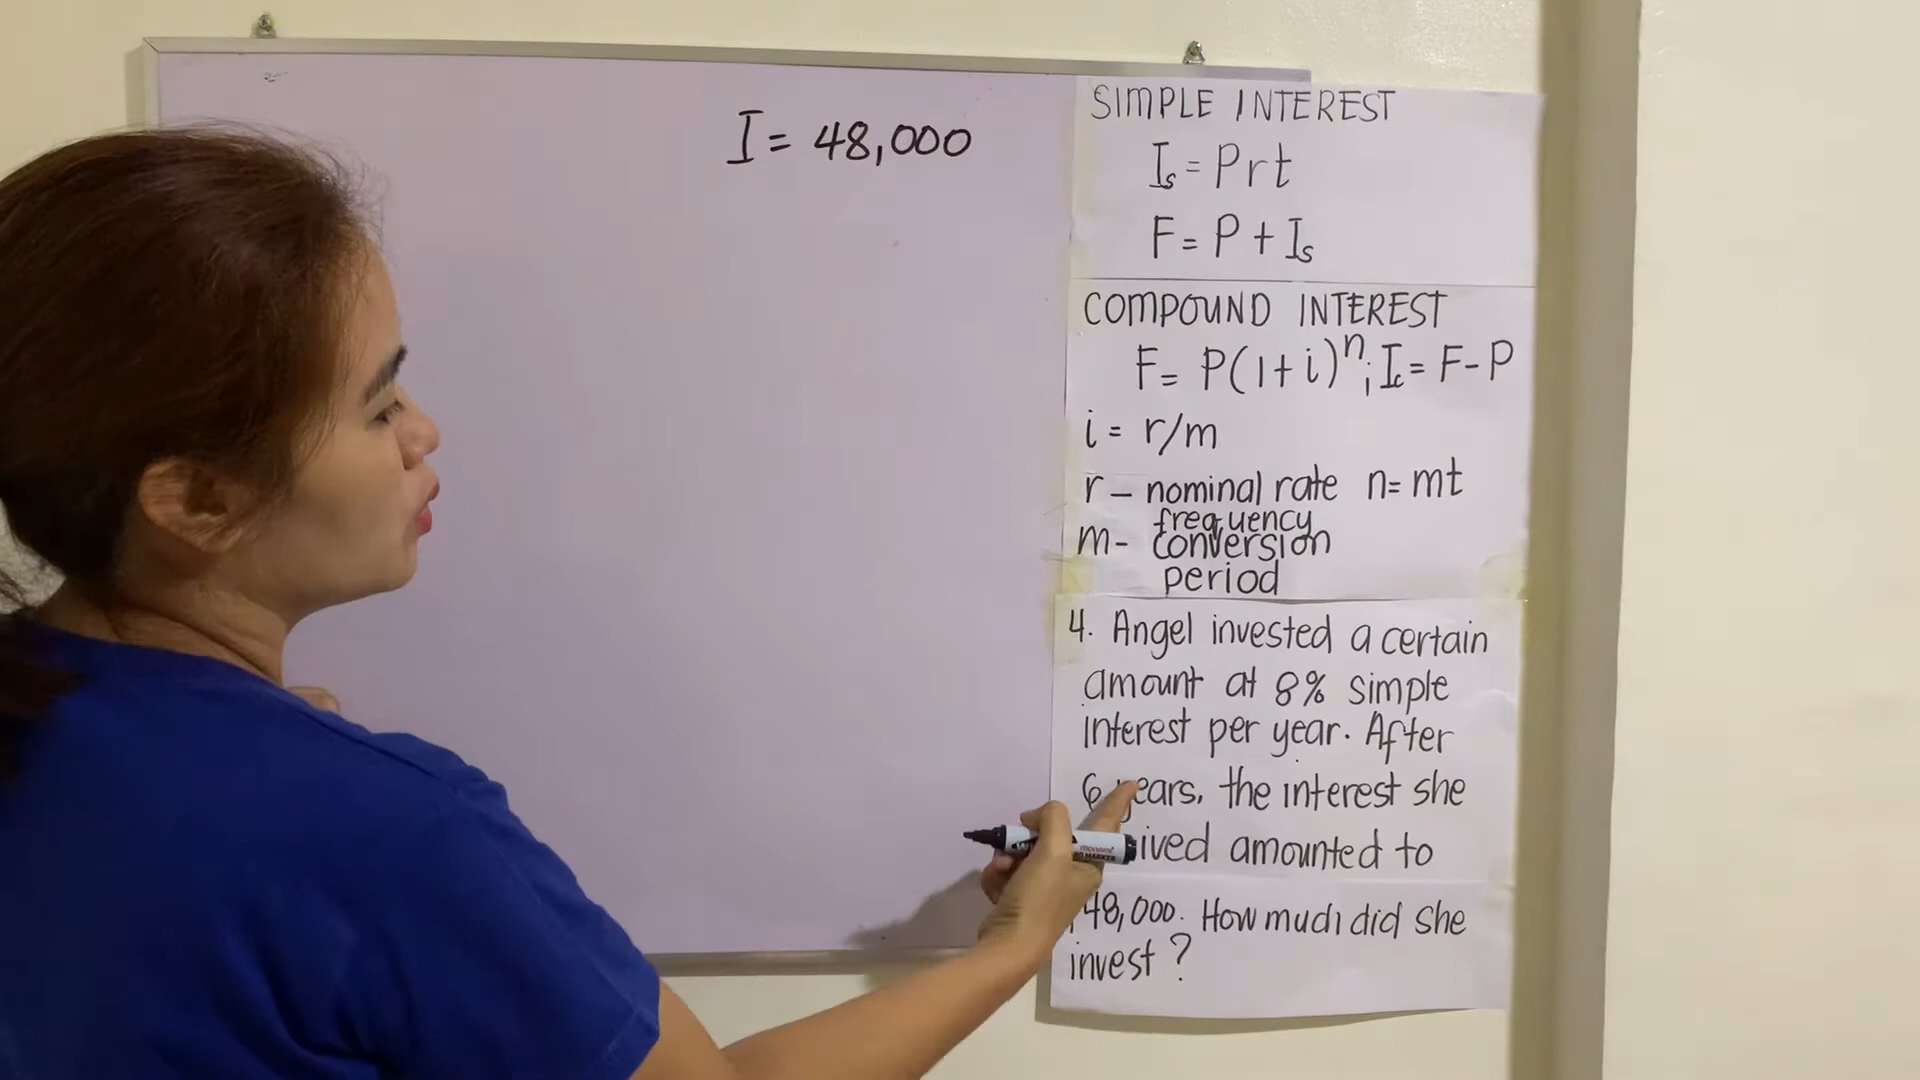 I = 48,000
SIMPLE INTEREST
Is = Prt
F = P + Is
COMPOUND INTEREST
F = P(1+i)ⁿ; Ic = F - P
i = r/m
r – nominal rate n = mt
m - frequency
conversion
period
4. Angel invested a certain
amount at 8% simple
interest per year. After
6 years, the interest she
amounted to
48,000. How much did she
invest?
MARKER